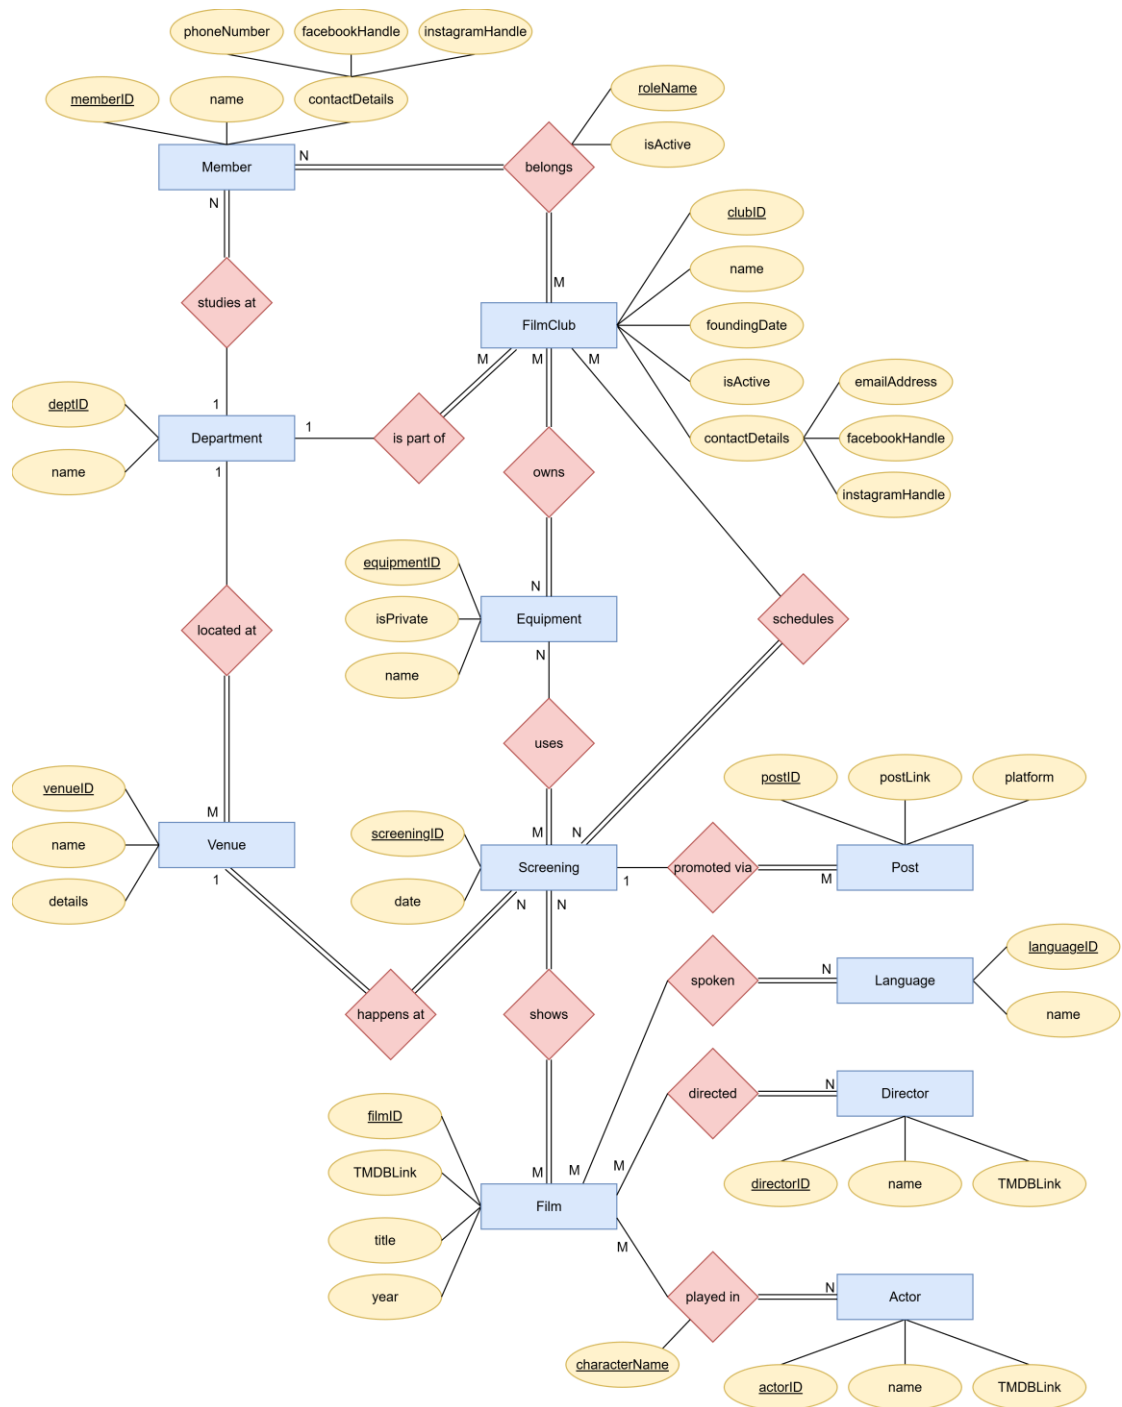 phoneNumber
facebookHandle
instagramHandle
memberID
name
contactDetails
roleName
isActive
Member
N
belongs
N
clubID
name
M
studies at
FilmClub
foundingDate
M
M
M
isActive
emailAddress
deptID
1
Department
1
is part of
contactDetails
facebookHandle
name
1
owns
instagramHandle
equipmentID
N
isPrivate
Equipment
schedules
located at
N
name
uses
venueID
postID
postLink
platform
M
screeningID
M
N
name
Venue
Screening
promoted via
Post
1
1
M
details
date
N
N
languageID
spoken
N
Language
happens at
shows
name
filmID
directed
N
Director
TMDBLink
M
M
M
directorID
name
TMDBLink
Film
title
M
year
played in
N
Actor
characterName
actorID
name
TMDBLink